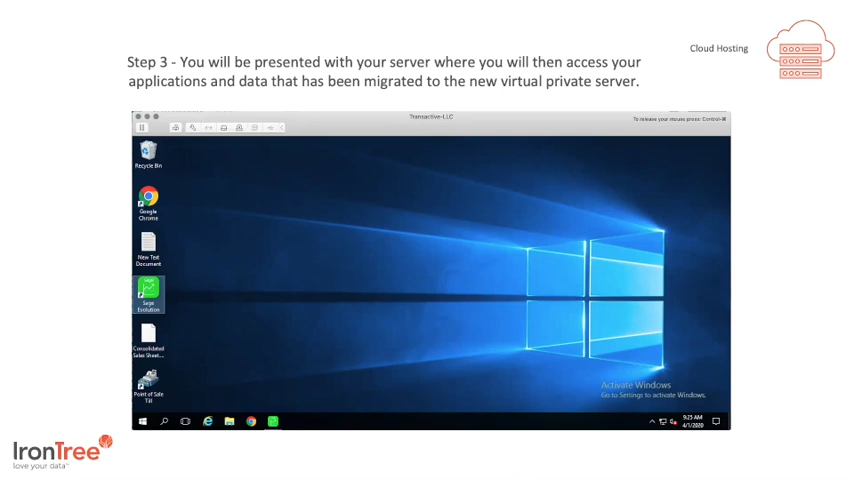 Cloud Hosting
Step 3 - You will be presented with your server where you will then access your
applications and data that has been migrated to the new virtual private server.
Transactive-LLC
To release your mouse press: Control-⌘
Recycle Bin
Google
Chrome
New Text
Document
Sage
Evolution
Consolidated
Sales Sheet...
Point of Sale
Till
Activate Windows
Go to Settings to activate Windows.
9:25 AM
4/1/2020
IronTree
love your data™